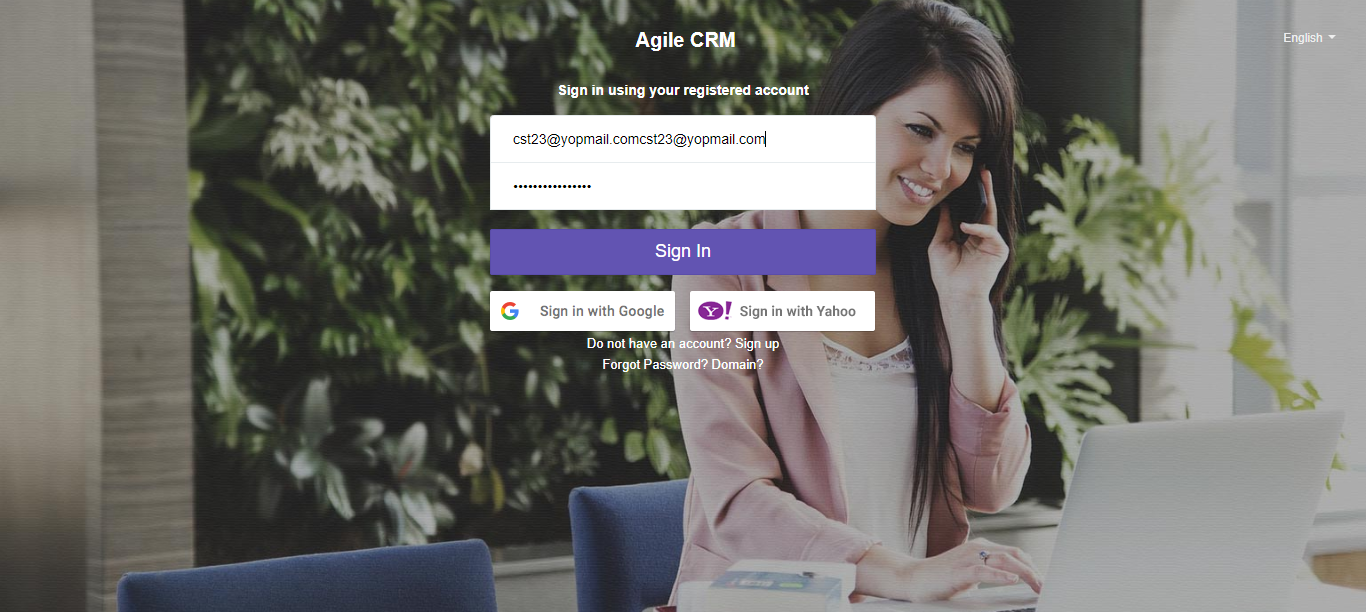 Agile CRM
English
Sign in using your registered account
cst23@yopmail.comcst23@yopmail.com
••••••••••••••••
Sign In
Sign in with Google
Y! Sign in with Yahoo
Do not have an account? Sign up
Forgot Password? Domain?